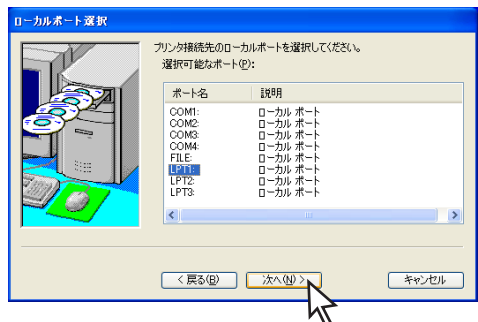 ローカルポート選択
プリンタ接続先のローカルポートを選択してください。
選択可能なポート(P):
ポート名 説明
COM1: ローカル ポート
COM2: ローカル ポート
COM3: ローカル ポート
COM4: ローカル ポート
FILE: ローカル ポート
LPT1: ローカル ポート
LPT2: ローカル ポート
LPT3: ローカル ポート
< 戻る(B) 次へ(N) > キャンセル